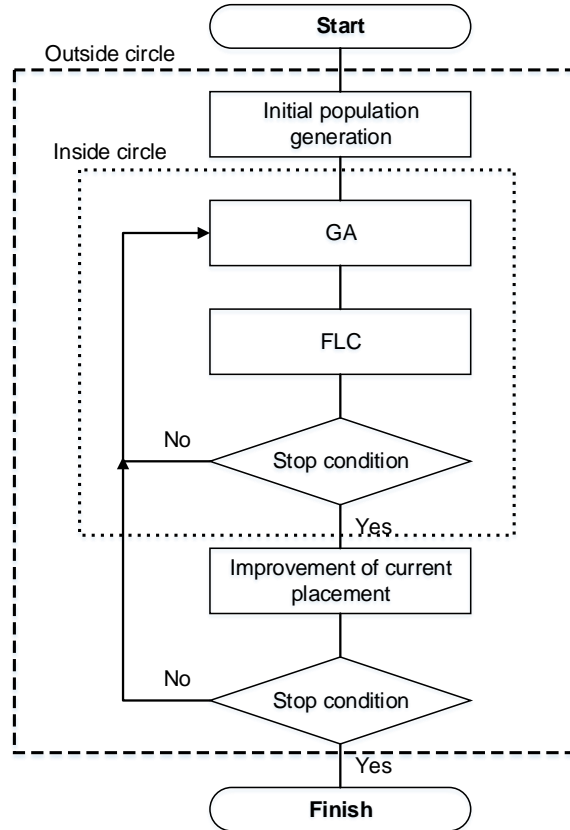 Start
Outside circle
Initial population
generation
Inside circle
GA
FLC
No
Stop condition
Yes
Improvement of current
placement
No
Stop condition
Yes
Finish